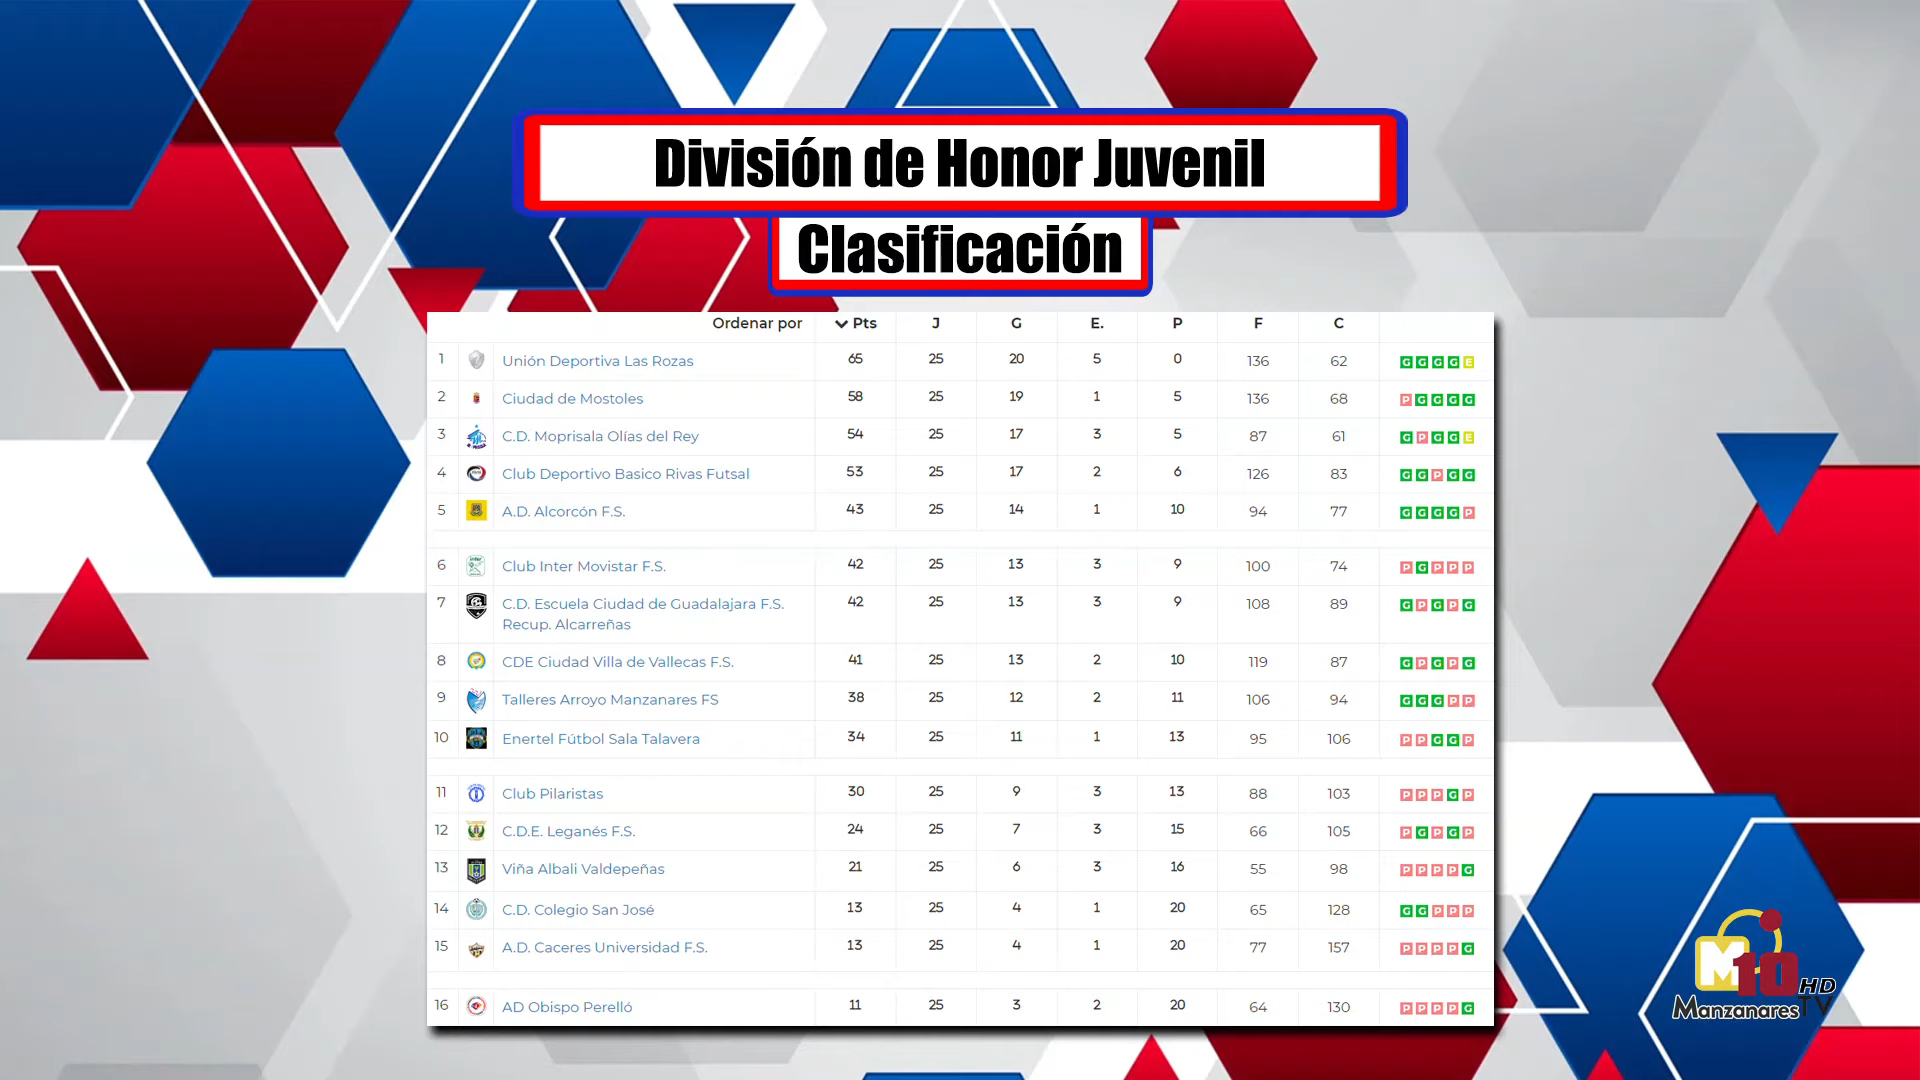 División de Honor Juvenil
Clasificación
Ordenar por Pts J G E. P F C
1 Unión Deportiva Las Rozas 65 25 20 5 0 136 62 G G G G E
2 Ciudad de Mostoles 58 25 19 1 5 136 68 P G G G G
3 C.D. Moprisala Olías del Rey 54 25 17 3 5 87 61 G P G G E
4 Club Deportivo Basico Rivas Futsal 53 25 17 2 6 126 83 G G P G G
5 A.D. Alcorcón F.S. 43 25 14 1 10 94 77 G G G G P
6 Club Inter Movistar F.S. 42 25 13 3 9 100 74 P G P P P
7 C.D. Escuela Ciudad de Guadalajara F.S. 42 25 13 3 9 108 89 G P G P G
Recup. Alcarreñas
8 CDE Ciudad Villa de Vallecas F.S. 41 25 13 2 10 119 87 G P G P G
9 Talleres Arroyo Manzanares FS 38 25 12 2 11 106 94 G G G P P
10 Enertel Fútbol Sala Talavera 34 25 11 1 13 95 106 P P G G P
11 Club Pilaristas 30 25 9 3 13 88 103 P P P G P
12 C.D.E. Leganés F.S. 24 25 7 3 15 66 105 P G P G P
13 Viña Albali Valdepeñas 21 25 6 3 16 55 98 P P P P G
14 C.D. Colegio San José 13 25 4 1 20 65 128 G G P P P
15 A.D. Caceres Universidad F.S. 13 25 4 1 20 77 157 P P P P G
16 AD Obispo Perelló 11 25 3 2 20 64 130 P P P P G
M10 HD
Manzanares TV